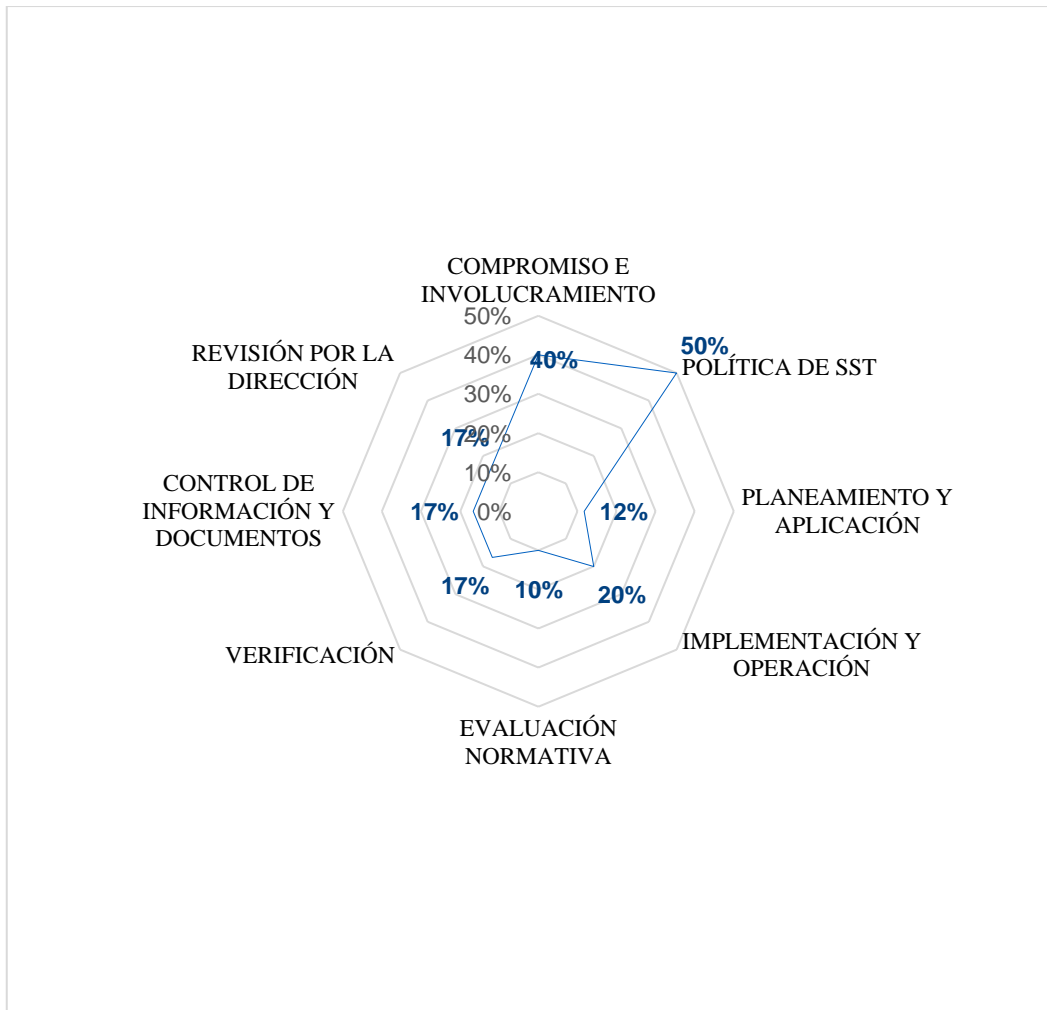 COMPROMISO E
INVOLUCRAMIENTO
50%
50%
40%
40%
POLÍTICA DE SST
REVISIÓN POR LA
DIRECCIÓN
30%
20%
17%
10%
CONTROL DE
INFORMACIÓN Y
DOCUMENTOS
17%
0%
12%
PLANEAMIENTO Y
APLICACIÓN
17%
10%
20%
VERIFICACIÓN
IMPLEMENTACIÓN Y
OPERACIÓN
EVALUACIÓN
NORMATIVA